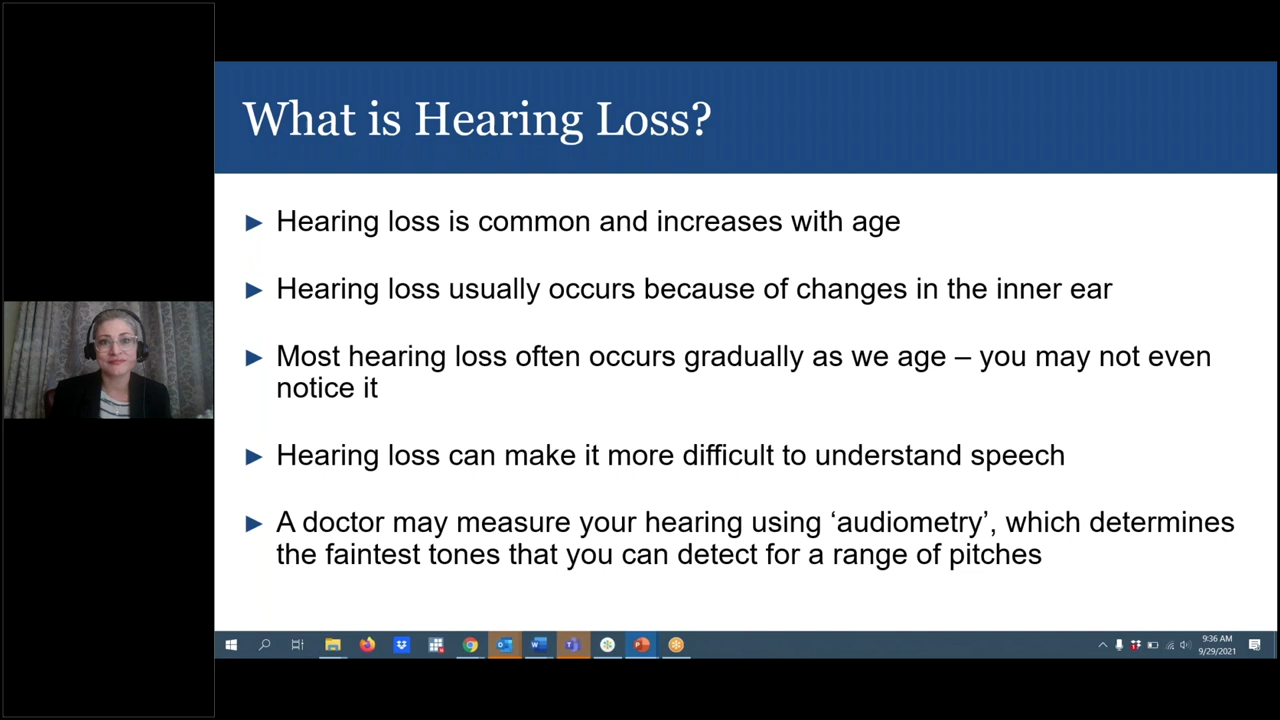 What is Hearing Loss?
Hearing loss is common and increases with age
Hearing loss usually occurs because of changes in the inner ear
Most hearing loss often occurs gradually as we age – you may not even
notice it
Hearing loss can make it more difficult to understand speech
A doctor may measure your hearing using ‘audiometry’, which determines
the faintest tones that you can detect for a range of pitches
9:36 AM
9/29/2021